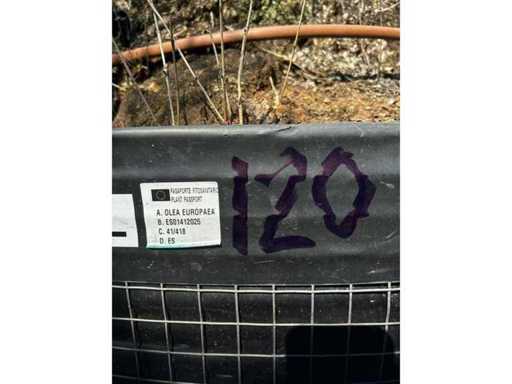 PASAPORTE FITOSANITARIO
PLANT PASSPORT
A. OLEA EUROPAEA
B. ES01412025
C. 41/418
D. ES
120